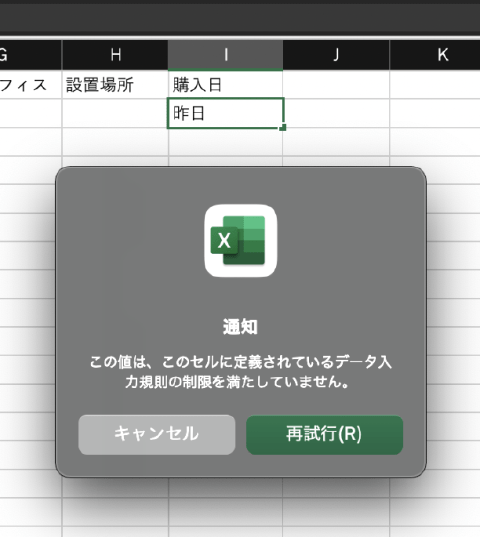 G H I J K
フィス 設置場所 購入日
昨日
X
通知
この値は、このセルに定義されているデータ入
力規則の制限を満たしていません。
キャンセル 再試行(R)